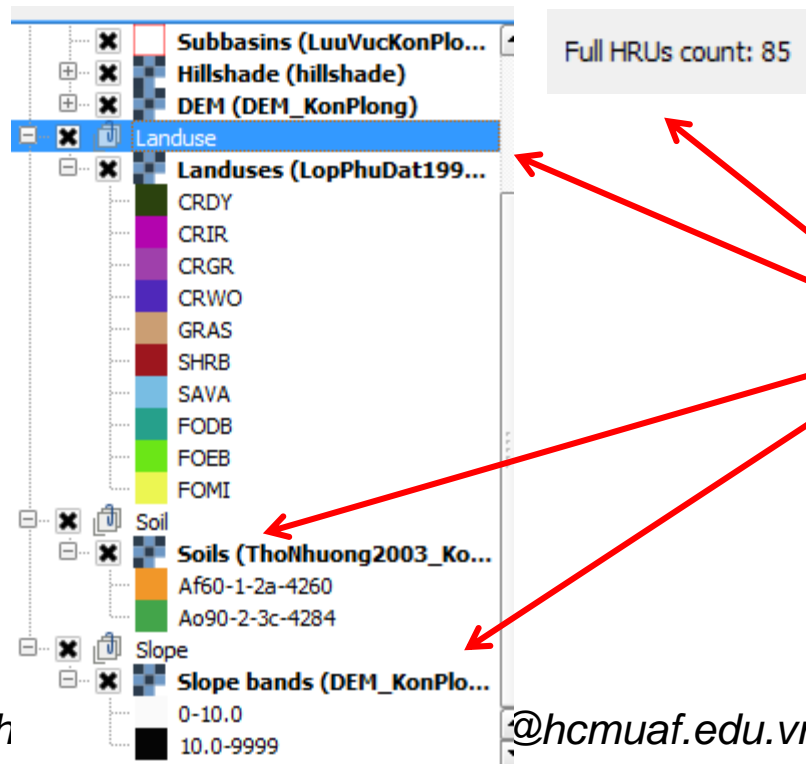 Subbasins (LuuVucKonPlo...
Full HRUs count: 85
Hillshade (hillshade)
DEM (DEM_KonPlong)
Landuse
Landuses (LopPhuDat199...
CRDY
CRIR
CRGR
CRWO
GRAS
SHRB
SAVA
FODB
FOEB
FOMI
Soil
Soils (ThoNhuong2003_Ko...
Af60-1-2a-4260
Ao90-2-3c-4284
Slope
Slope bands (DEM_KonPlo...
0-10.0
10.0-9999
@hcmuaf.edu.vn